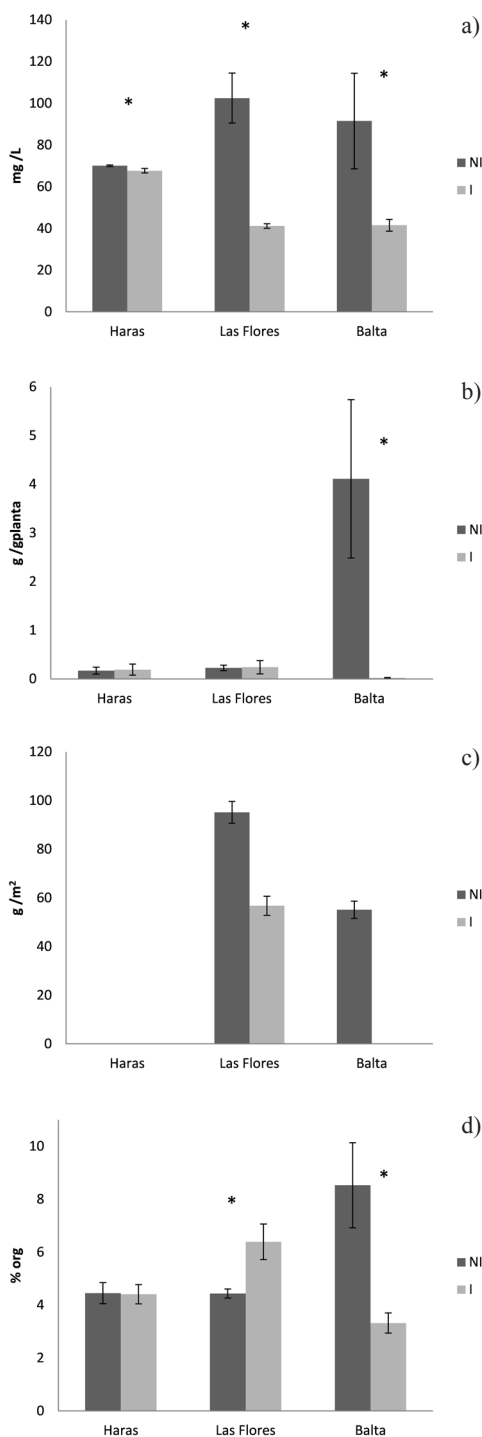 a)
140
120
*
*
*
100
80
60
40
20
0
mg /L
NI
I
Haras Las Flores Balta
b)
6
5
*
4
3
2
1
0
g /gplanta
NI
I
Haras Las Flores Balta
c)
120
100
80
60
40
20
0
g /m²
NI
I
Haras Las Flores Balta
d)
10
8
*
*
6
4
2
0
% org
NI
I
Haras Las Flores Balta